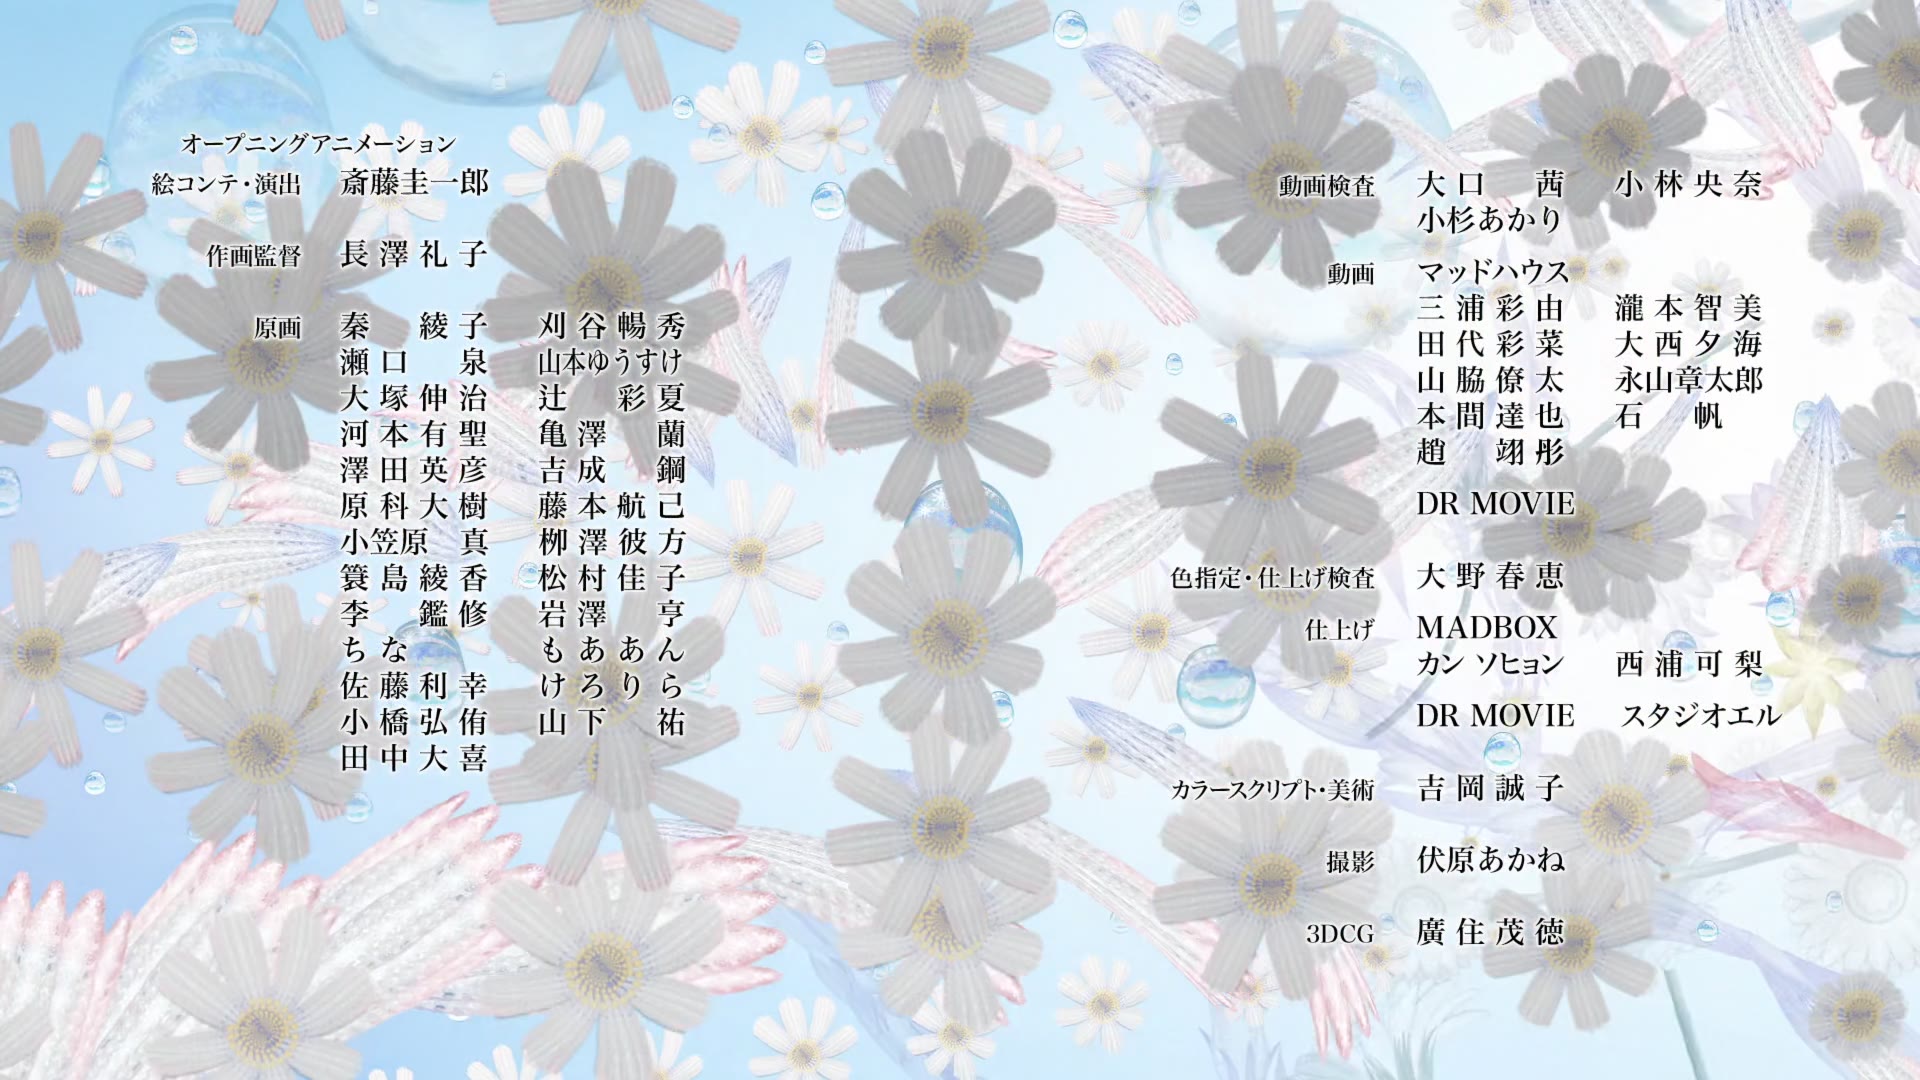 オープニングアニメーション
絵コンテ・演出 斎藤圭一郎
作画監督 長澤礼子
原画 秦 綾子 刈谷暢秀
瀬口 泉 山本ゆうすけ
大塚伸治 辻 彩夏
河本有聖 亀澤 蘭
澤田英彦 吉成 鋼
原科大樹 藤本航己
小笠原 真 栁澤彼方
簑島綾香 松村佳子
李 鑑修 岩澤 亨
ちな もああん
佐藤利幸 けろりら
小橋弘侑 山下 祐
田中大喜
動画検査 大口 茜 小林央奈
小杉あかり
動画 マッドハウス
三浦彩由 瀧本智美
田代彩菜 大西夕海
山脇僚太 永山章太郎
本間達也 石 帆
趙 翊彤
DR MOVIE
色指定・仕上げ検査 大野春恵
仕上げ MADBOX
カン ソヒョン 西浦可梨
DR MOVIE スタジオエル
カラースクリプト・美術 吉岡誠子
撮影 伏原あかね
3DCG 廣住茂徳